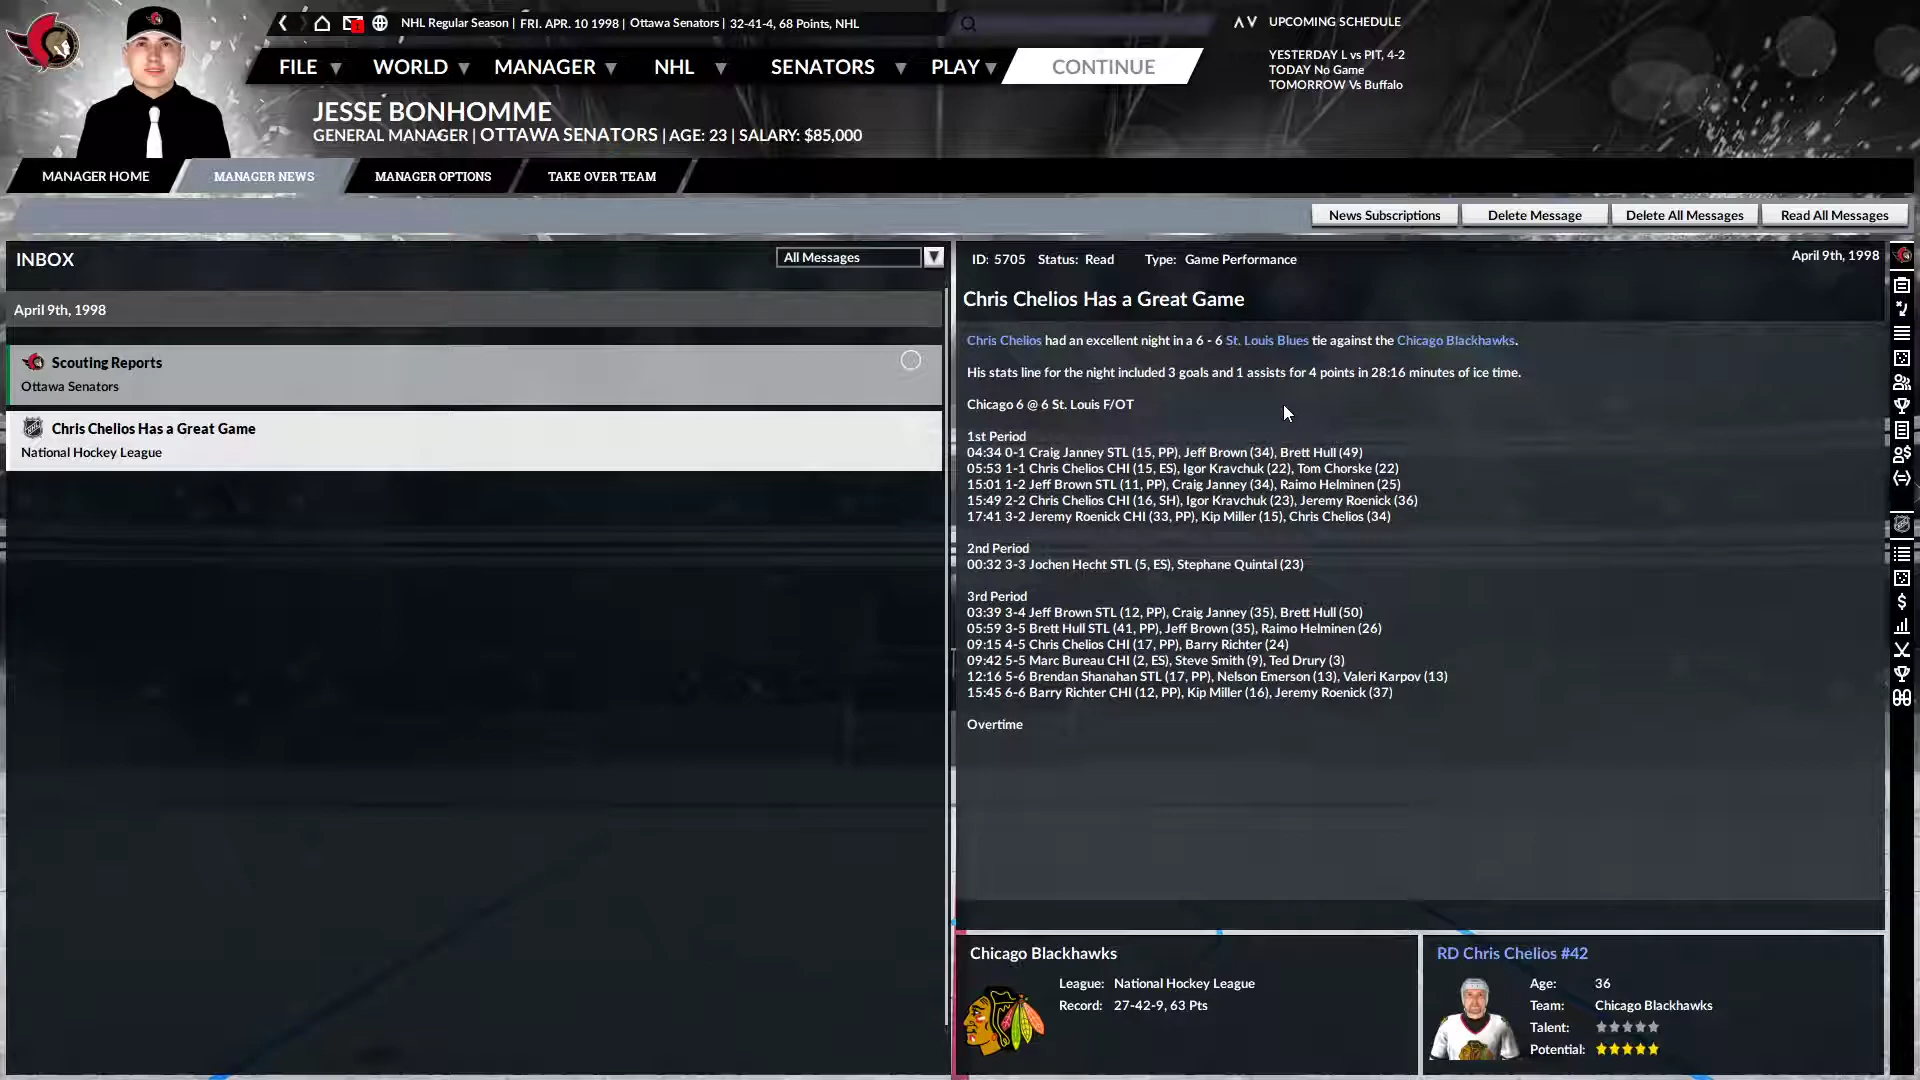 NHL Regular Season | FRI. APR. 10 1998 | Ottawa Senators | 32-41-4, 68 Points, NHL
UPCOMING SCHEDULE
YESTERDAY L vs PIT, 4-2
TODAY No Game
TOMORROW Vs Buffalo
FILE WORLD MANAGER NHL SENATORS PLAY CONTINUE
JESSE BONHOMME
GENERAL MANAGER | OTTAWA SENATORS | AGE: 23 | SALARY: $85,000
MANAGER HOME MANAGER NEWS MANAGER OPTIONS TAKE OVER TEAM
News Subscriptions Delete Message Delete All Messages Read All Messages
INBOX All Messages
April 9th, 1998
Scouting Reports
Ottawa Senators
Chris Chelios Has a Great Game
National Hockey League
ID: 5705 Status: Read Type: Game Performance April 9th, 1998
Chris Chelios Has a Great Game
Chris Chelios had an excellent night in a 6 - 6 St. Louis Blues tie against the Chicago Blackhawks.
His stats line for the night included 3 goals and 1 assists for 4 points in 28:16 minutes of ice time.
Chicago 6 @ 6 St. Louis F/OT
1st Period
04:34 0-1 Craig Janney STL (15, PP), Jeff Brown (34), Brett Hull (49)
05:53 1-1 Chris Chelios CHI (15, ES), Igor Kravchuk (22), Tom Chorske (22)
15:01 1-2 Jeff Brown STL (11, PP), Craig Janney (34), Raimo Helminen (25)
15:49 2-2 Chris Chelios CHI (16, SH), Igor Kravchuk (23), Jeremy Roenick (36)
17:41 3-2 Jeremy Roenick CHI (33, PP), Kip Miller (15), Chris Chelios (34)
2nd Period
00:32 3-3 Jochen Hecht STL (5, ES), Stephane Quintal (23)
3rd Period
03:39 3-4 Jeff Brown STL (12, PP), Craig Janney (35), Brett Hull (50)
05:59 3-5 Brett Hull STL (41, PP), Jeff Brown (35), Raimo Helminen (26)
09:15 4-5 Chris Chelios CHI (17, PP), Barry Richter (24)
09:42 5-5 Marc Bureau CHI (2, ES), Steve Smith (9), Ted Drury (3)
12:16 5-6 Brendan Shanahan STL (17, PP), Nelson Emerson (13), Valeri Karpov (13)
15:45 6-6 Barry Richter CHI (12, PP), Kip Miller (16), Jeremy Roenick (37)
Overtime
Chicago Blackhawks
League: National Hockey League
Record: 27-42-9, 63 Pts
RD Chris Chelios #42
Age: 36
Team: Chicago Blackhawks
Talent:
Potential: